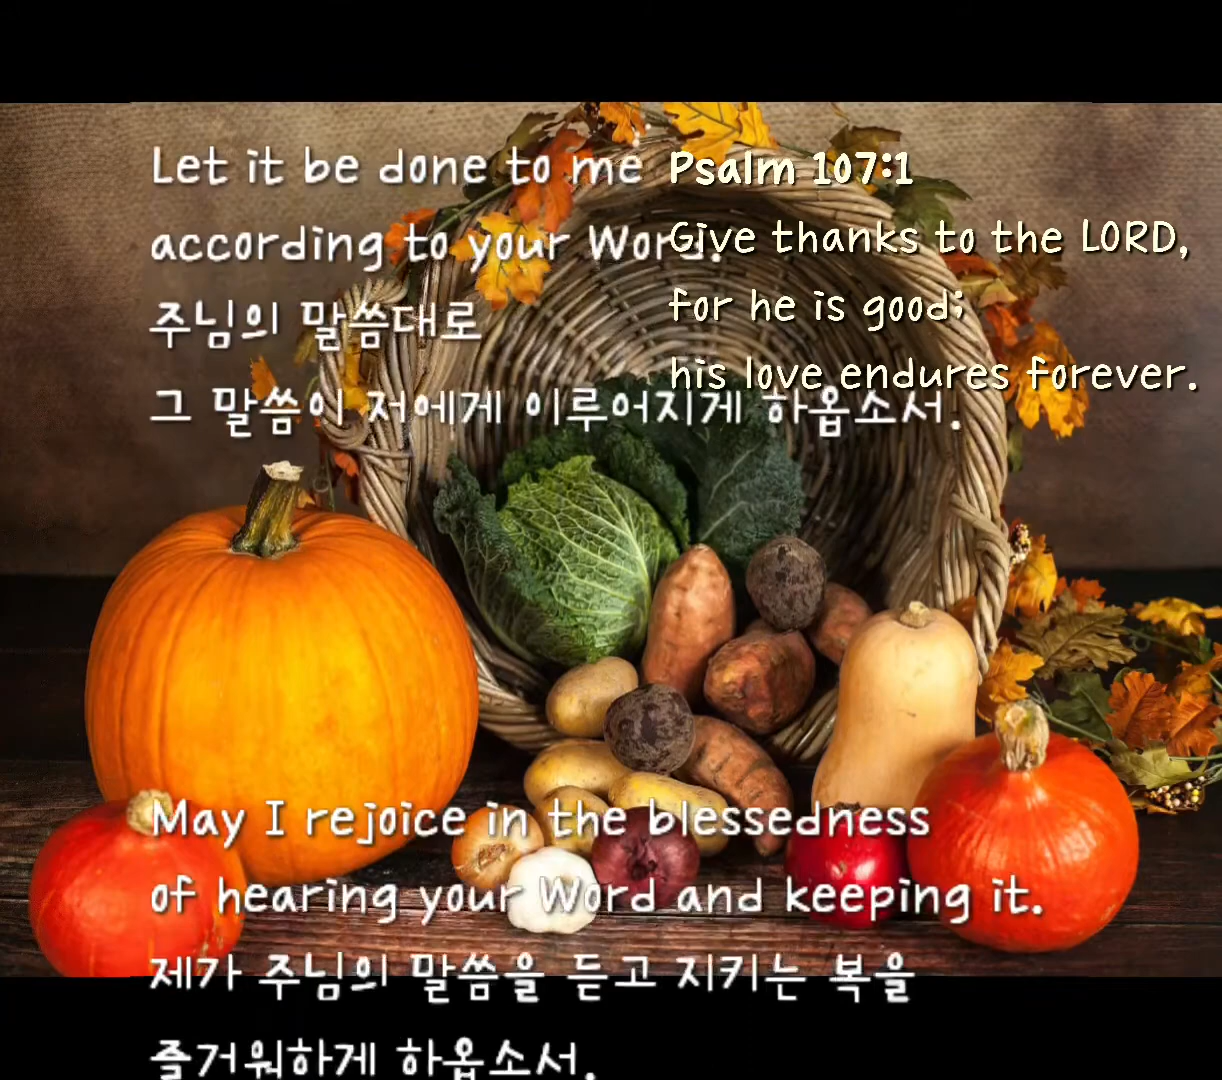 Let it be done to me
according to your Word.
주님의 말씀대로
그 말씀이 저에게 이루어지게 하옵소서.
Psalm 107:1
Give thanks to the LORD,
for he is good;
his love endures forever.
May I rejoice in the blessedness
of hearing your Word and keeping it.
제가 주님의 말씀을 듣고 지키는 복을
즐거워하게 하옵소서.